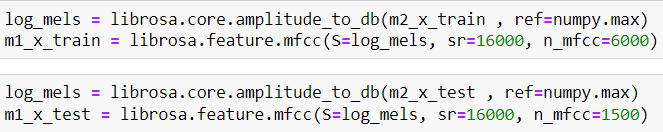 log_mels = librosa.core.amplitude_to_db(m2_x_train , ref=numpy.max)
m1_x_train = librosa.feature.mfcc(S=log_mels, sr=16000, n_mfcc=6000)
log_mels = librosa.core.amplitude_to_db(m2_x_test , ref=numpy.max)
m1_x_test = librosa.feature.mfcc(S=log_mels, sr=16000, n_mfcc=1500)